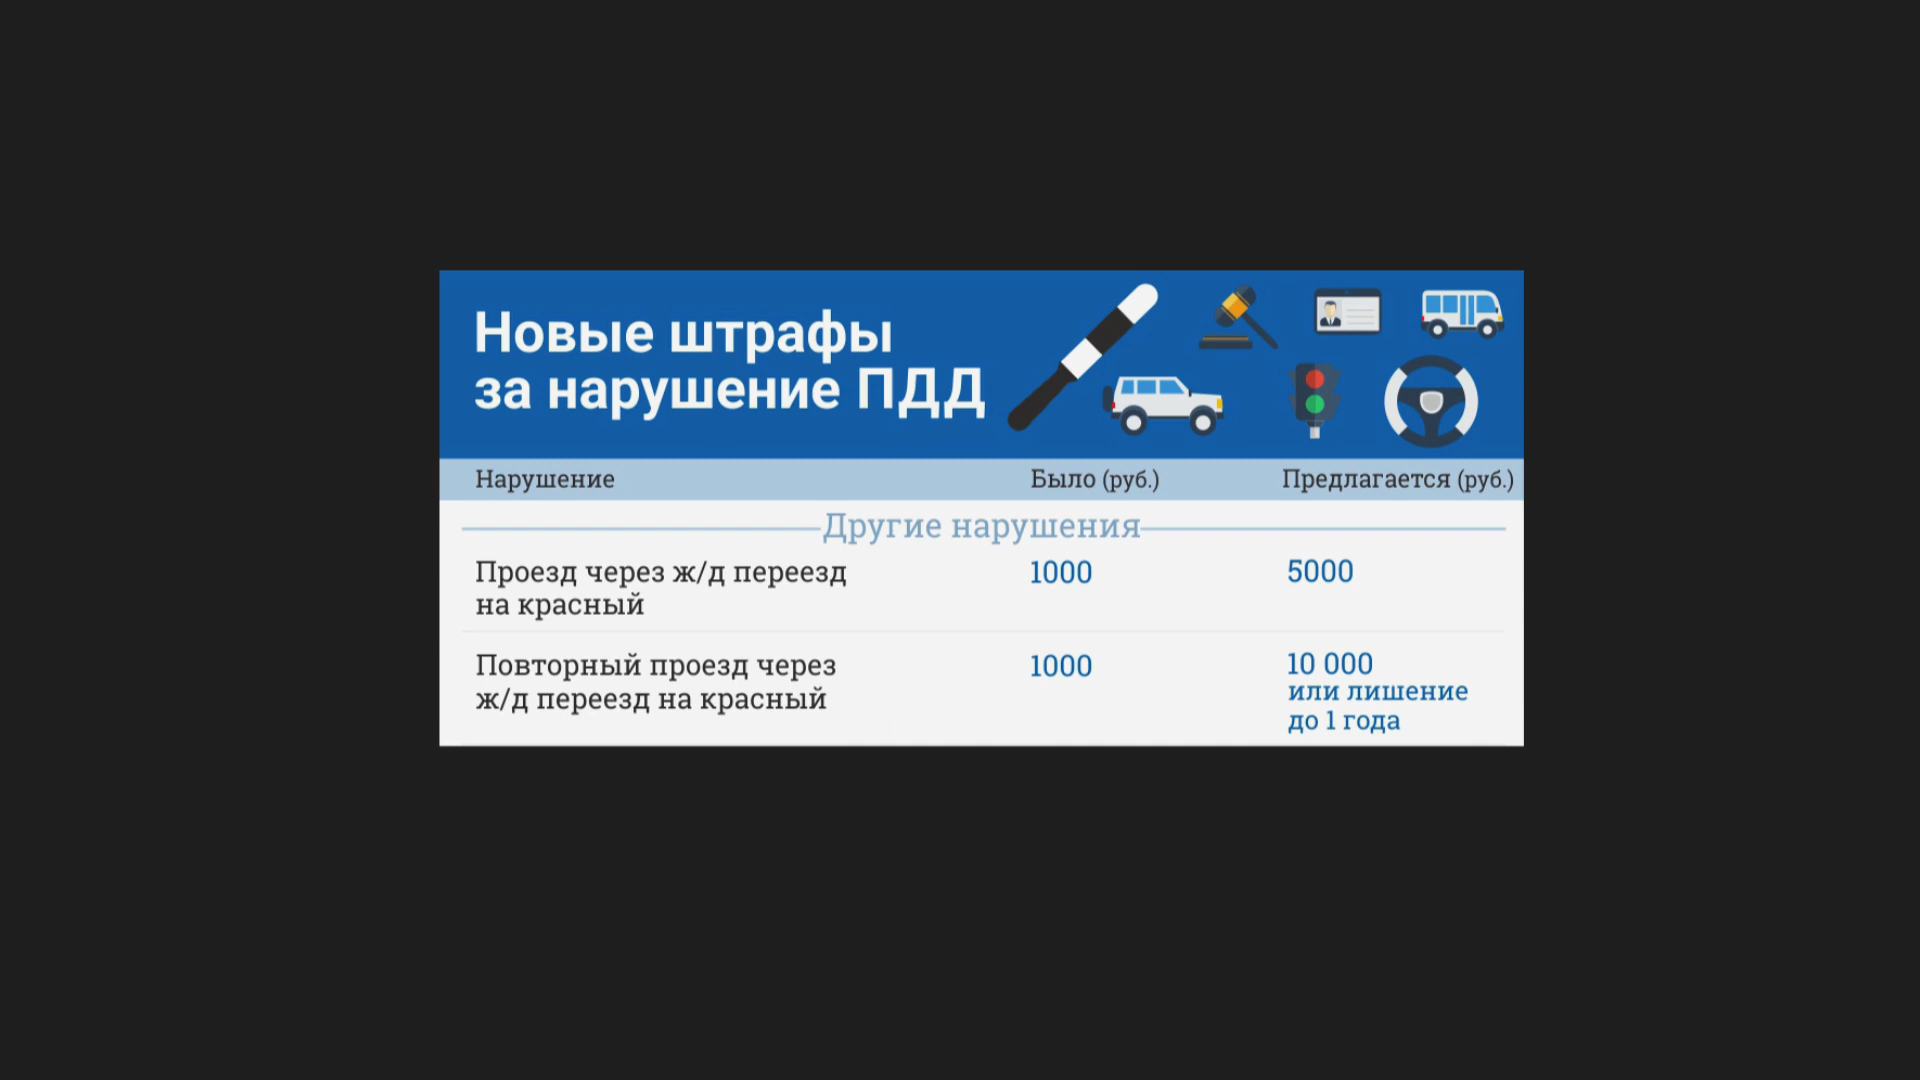 Новые штрафы
за нарушение ПДД
Нарушение Было (руб.) Предлагается (руб.)
Другие нарушения
Проезд через ж/д переезд 1000 5000
на красный
Повторный проезд через 1000 10 000
ж/д переезд на красный или лишение
до 1 года